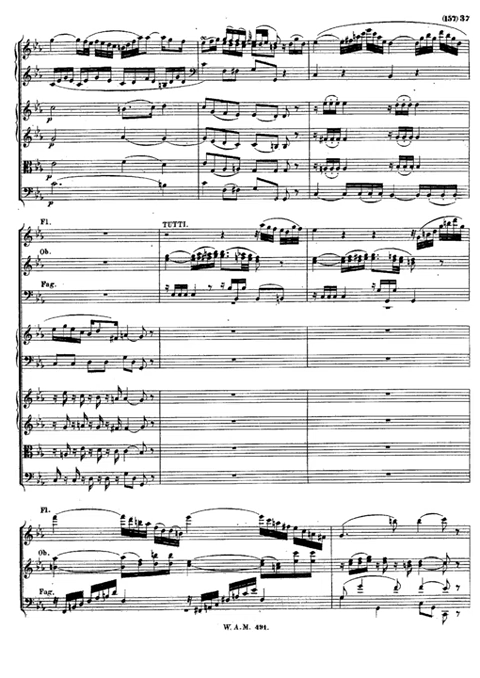 (157) 37
p
p
p
p
Fl.
TUTTI.
Ob.
Fag.
Fl.
Ob.
Fag.
W. A. M. 491.